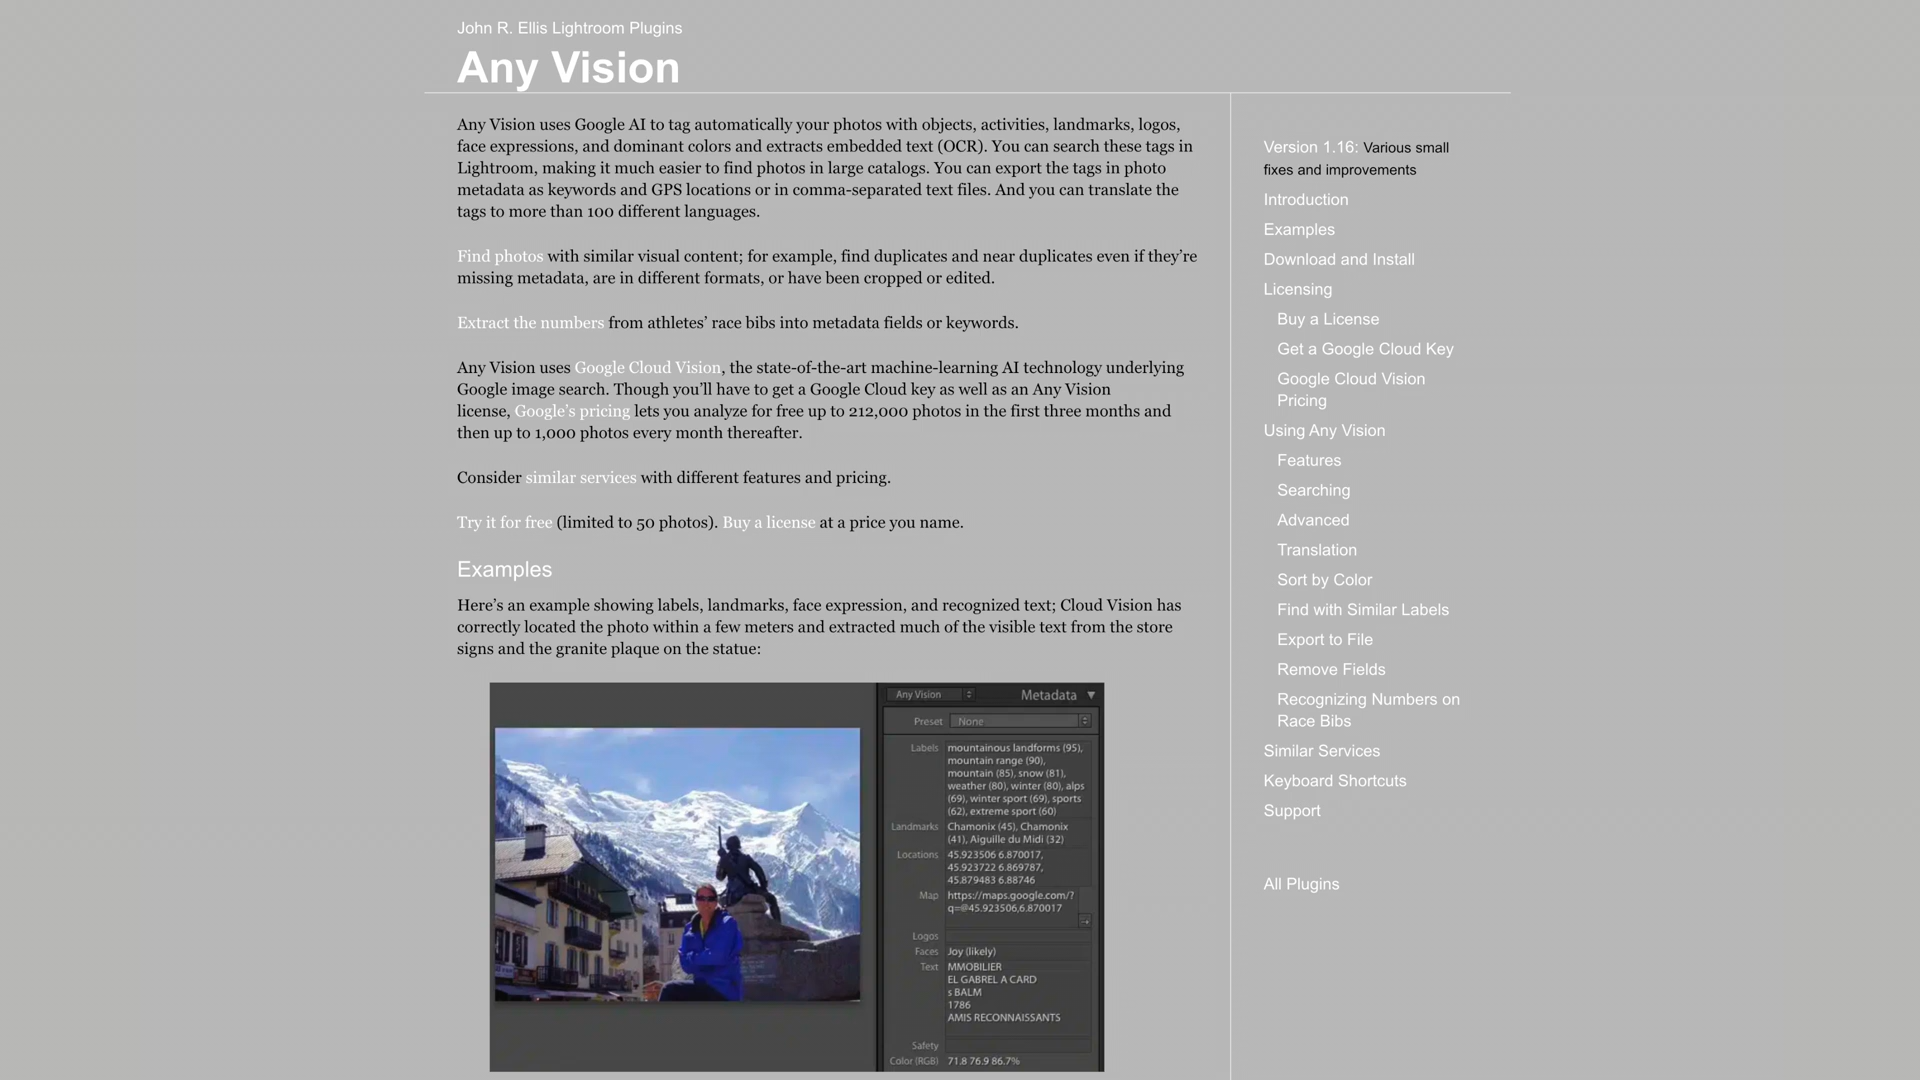 John R. Ellis Lightroom Plugins
Any Vision
Any Vision uses Google AI to tag automatically your photos with objects, activities, landmarks, logos,
face expressions, and dominant colors and extracts embedded text (OCR). You can search these tags in
Lightroom, making it much easier to find photos in large catalogs. You can export the tags in photo
metadata as keywords and GPS locations or in comma-separated text files. And you can translate the
tags to more than 100 different languages.
Find photos with similar visual content; for example, find duplicates and near duplicates even if they’re
missing metadata, are in different formats, or have been cropped or edited.
Extract the numbers from athletes’ race bibs into metadata fields or keywords.
Any Vision uses Google Cloud Vision, the state-of-the-art machine-learning AI technology underlying
Google image search. Though you’ll have to get a Google Cloud key as well as an Any Vision
license, Google’s pricing lets you analyze for free up to 212,000 photos in the first three months and
then up to 1,000 photos every month thereafter.
Consider similar services with different features and pricing.
Try it for free (limited to 50 photos). Buy a license at a price you name.
Examples
Here’s an example showing labels, landmarks, face expression, and recognized text; Cloud Vision has
correctly located the photo within a few meters and extracted much of the visible text from the store
signs and the granite plaque on the statue:
Any Vision Metadata
Preset None
Labels mountainous landforms (95),
mountain range (90),
mountain (85), snow (81),
weather (80), winter (80), alps
(69), winter sport (69), sports
(62), extreme sport (60)
Landmarks Chamonix (45), Chamonix
(41), Aiguille du Midi (32)
Locations 45.923506 6.870017,
45.923722 6.869787,
45.879483 6.88746
Map https://maps.google.com/?
q=@45.923506,6.870017
Logos
Faces Joy (likely)
Text MMOBILIER
EL GABREL A CARD
s BALM
1786
AMIS RECONNAISSANTS
Safety
Color (RGB) 71.8 76.9 86.7%
Version 1.16: Various small
fixes and improvements
Introduction
Examples
Download and Install
Licensing
Buy a License
Get a Google Cloud Key
Google Cloud Vision
Pricing
Using Any Vision
Features
Searching
Advanced
Translation
Sort by Color
Find with Similar Labels
Export to File
Remove Fields
Recognizing Numbers on
Race Bibs
Similar Services
Keyboard Shortcuts
Support
All Plugins